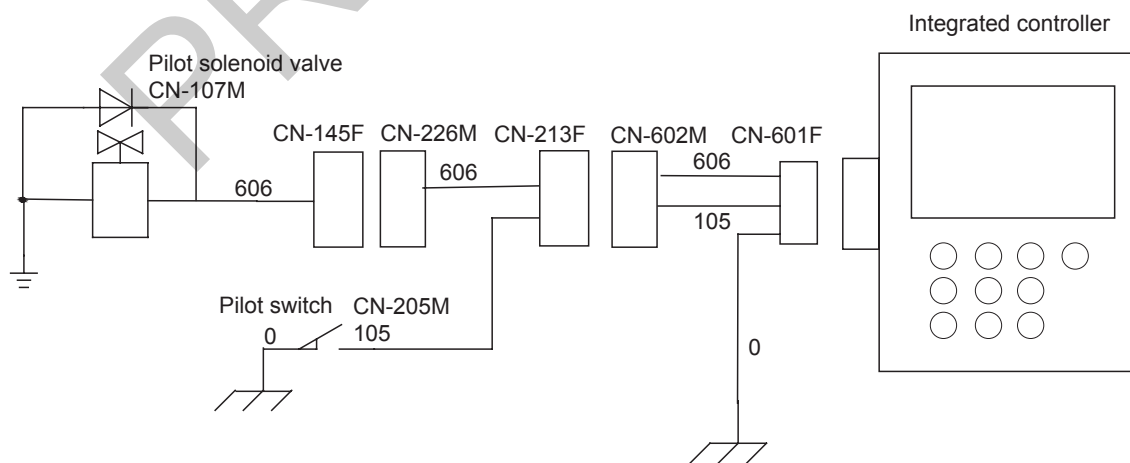 Integrated controller
Pilot solenoid valve
CN-107M
CN-145F CN-226M CN-213F CN-602M CN-601F
606
606
606
105
Pilot switch CN-205M
0 105
0